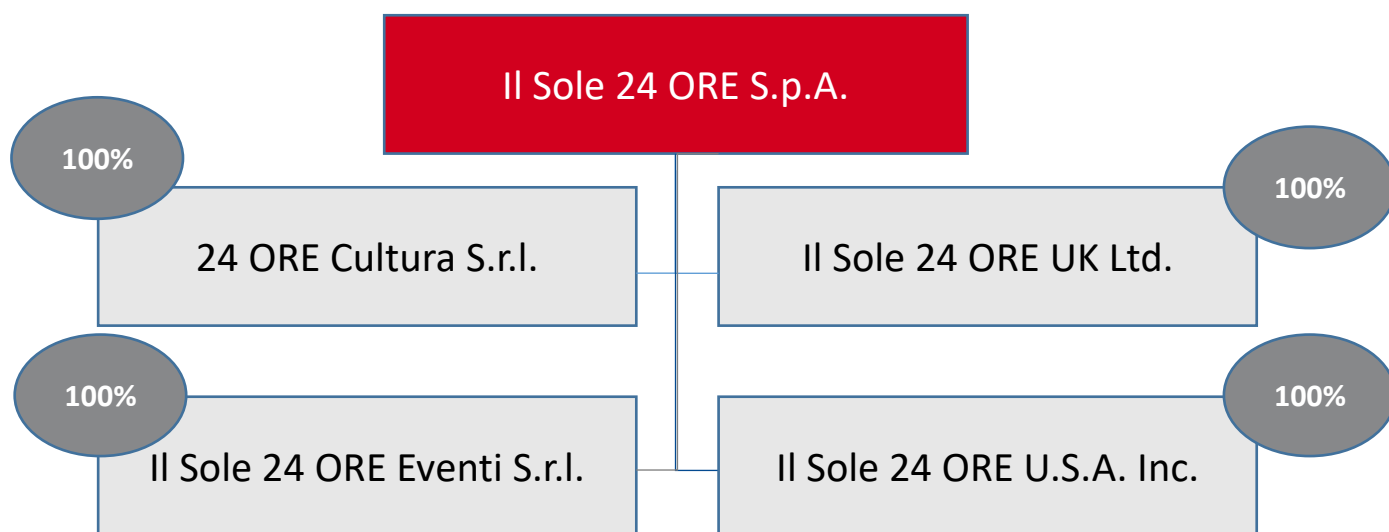 Il Sole 24 ORE S.p.A.
100%
24 ORE Cultura S.r.l.
100%
Il Sole 24 ORE UK Ltd.
100%
Il Sole 24 ORE Eventi S.r.l.
100%
Il Sole 24 ORE U.S.A. Inc.